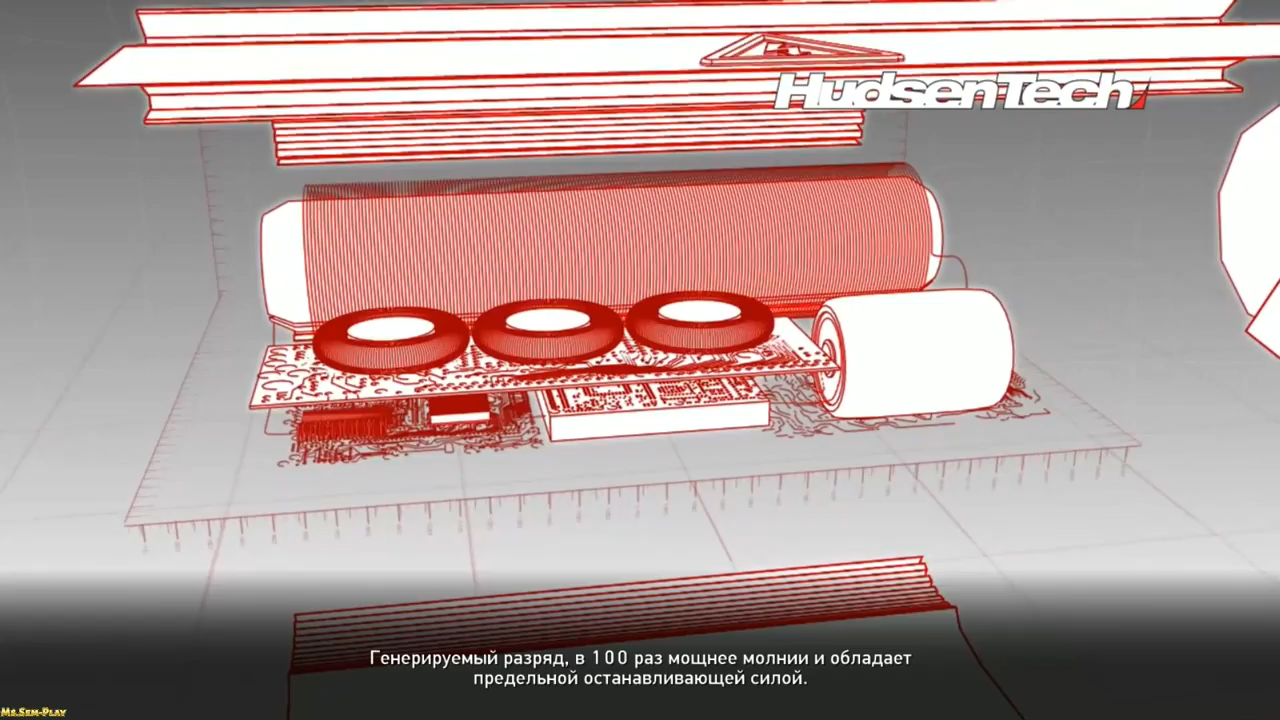 HudsenTech
Генерируемый разряд, в 100 раз мощнее молнии и обладает
предельной останавливающей силой.
Ms.Sem-Play